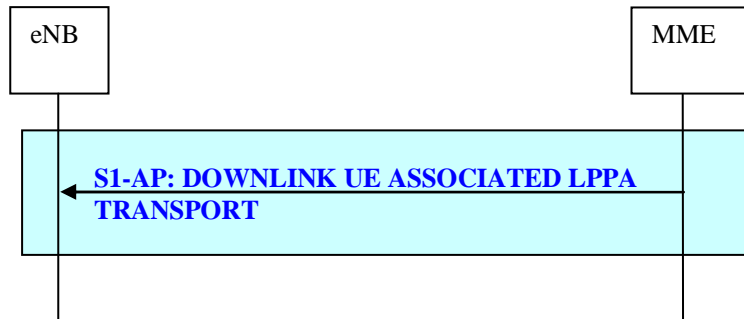 eNB
MME
S1-AP: DOWNLINK UE ASSOCIATED LPPA
TRANSPORT